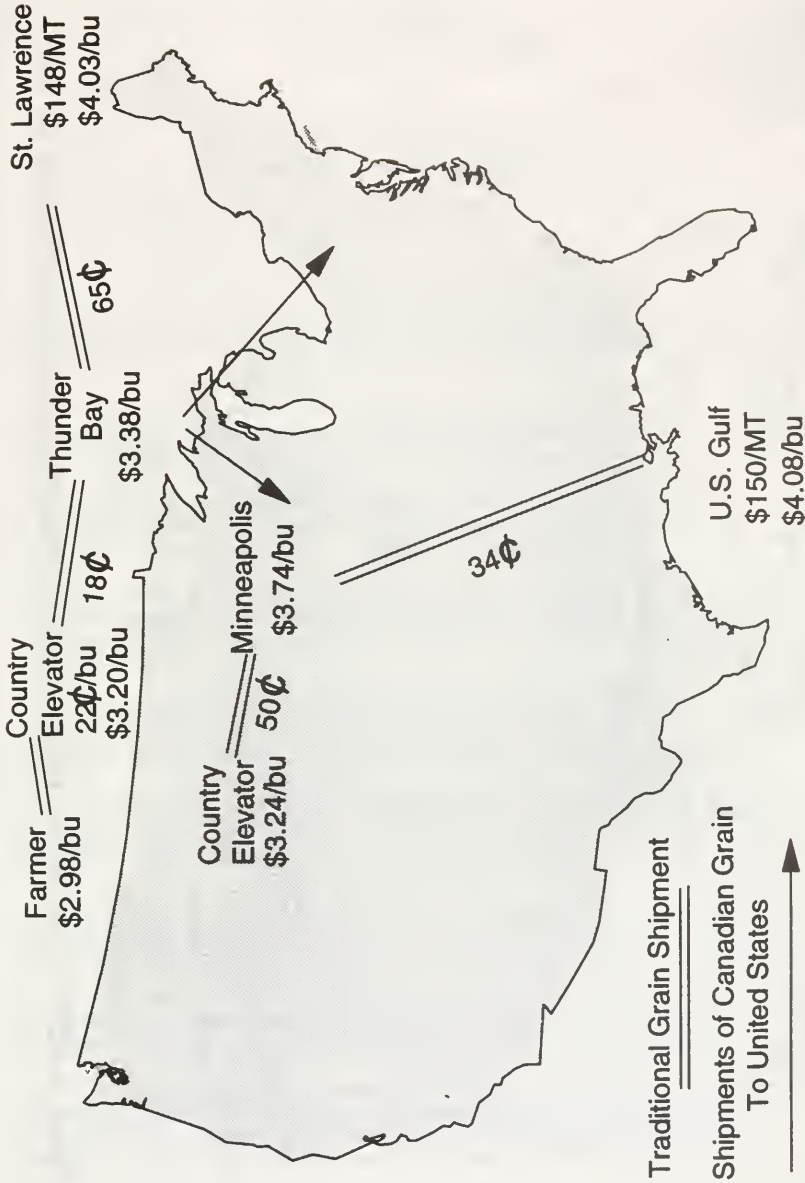 Farmer
$2.98/bu
Country
Elevator
22¢/bu
$3.20/bu
18¢
Thunder
Bay
$3.38/bu
65¢
St. Lawrence
$148/MT
$4.03/bu
Country
Elevator
$3.24/bu
50¢
Minneapolis
$3.74/bu
34¢
U.S. Gulf
$150/MT
$4.08/bu
Traditional Grain Shipment
Shipments of Canadian Grain
To United States